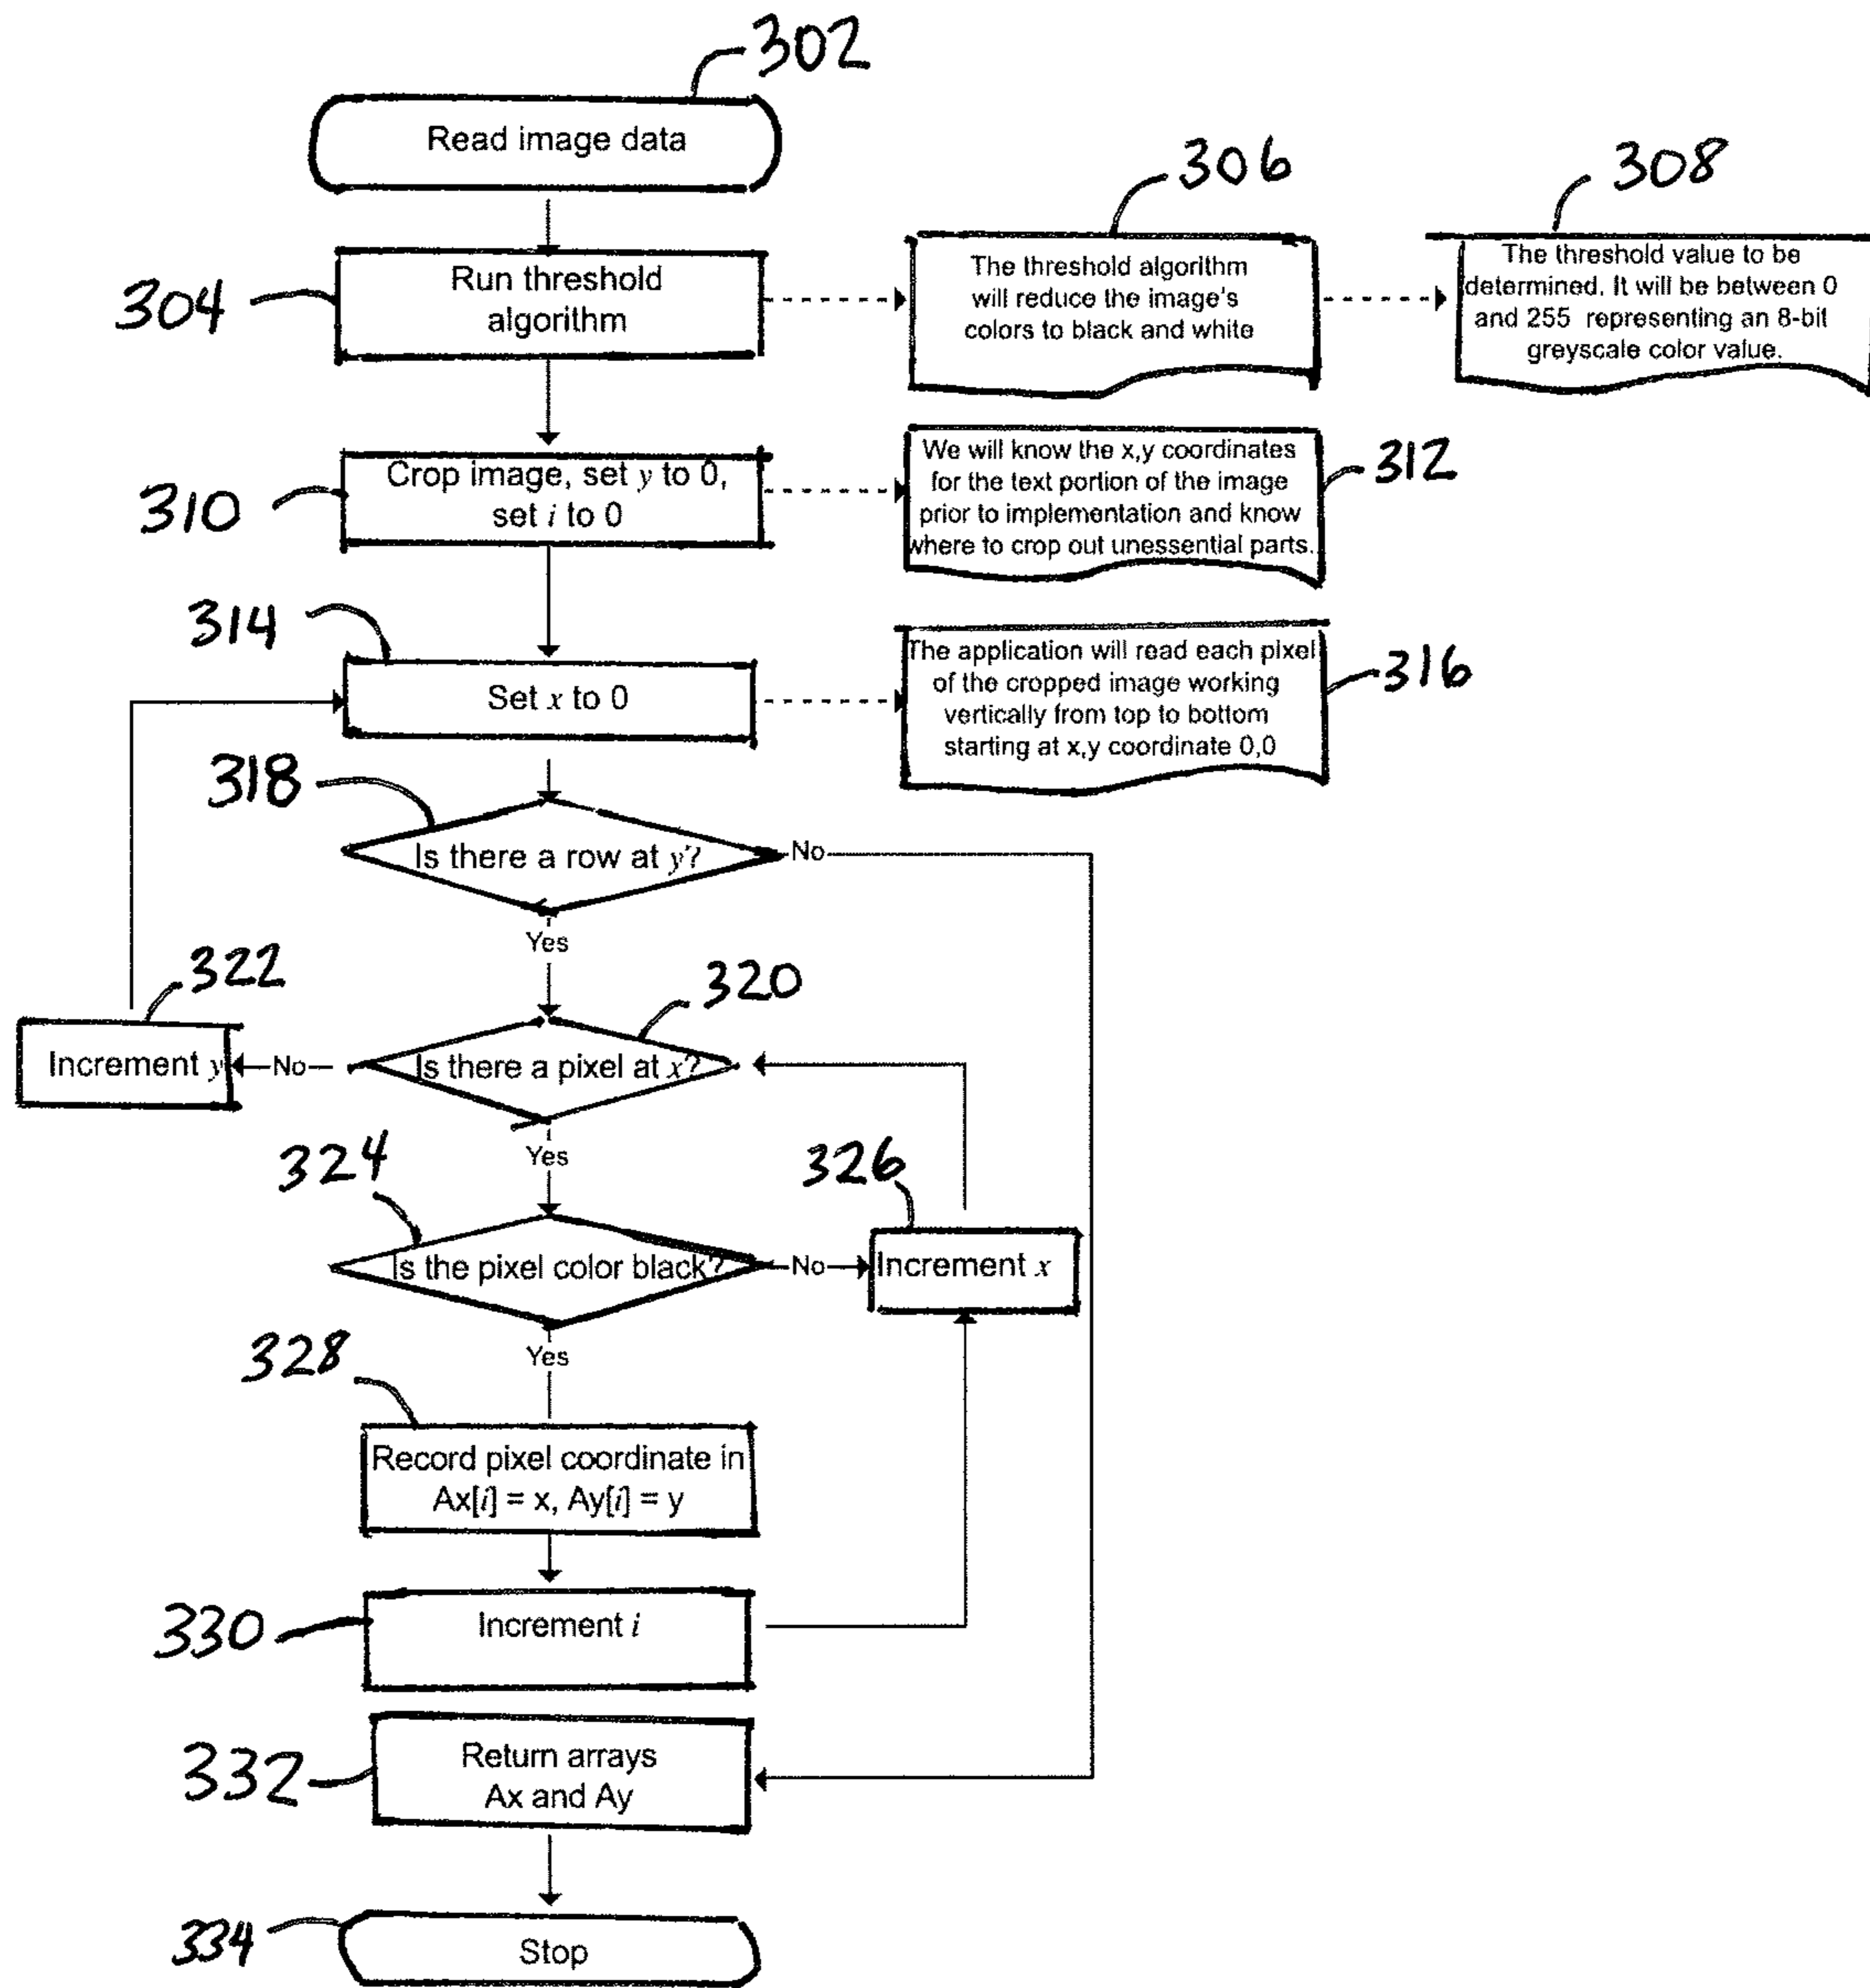 302
Read image data
306
308
304
Run threshold
algorithm
The threshold algorithm
will reduce the image's
colors to black and white
The threshold value to be
determined. It will be between 0
and 255 representing an 8-bit
greyscale color value.
310
Crop image, set y to 0,
set i to 0
We will know the x,y coordinates
for the text portion of the image
prior to implementation and know
where to crop out unessential parts.
312
314
Set x to 0
The application will read each pixel
of the cropped image working
vertically from top to bottom
starting at x,y coordinate 0,0
316
318
Is there a row at y?
No
Yes
322
320
Increment y
No
Is there a pixel at x?
Yes
324
326
Is the pixel color black?
No
Increment x
Yes
328
Record pixel coordinate in
Ax[i] = x, Ay[i] = y
330
Increment i
332
Return arrays
Ax and Ay
334
Stop